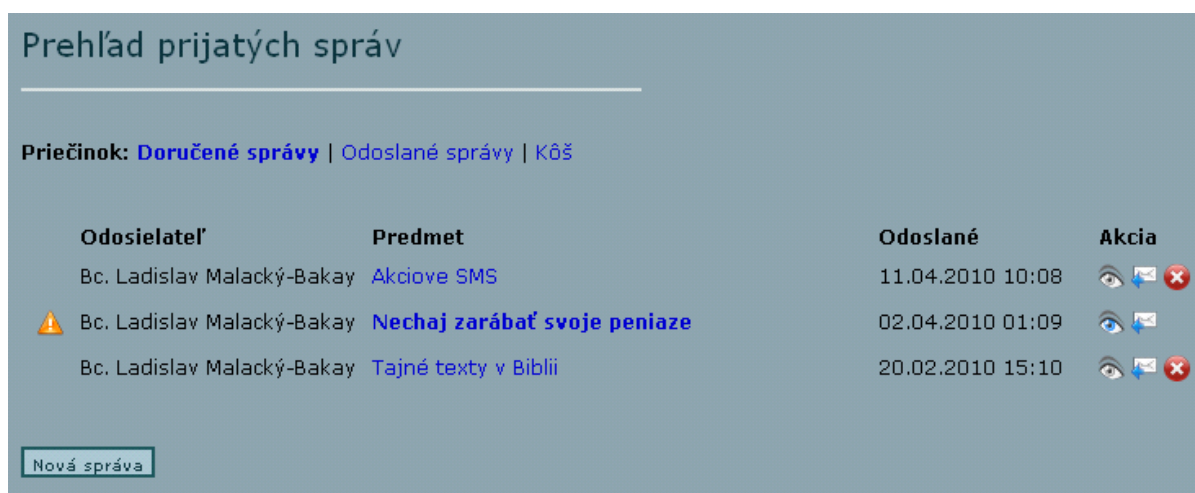 Prehľad prijatých správ
Priečinok: Doručené správy | Odoslané správy | Kôš
Odosielateľ Predmet Odoslané Akcia
Bc. Ladislav Malacký-Bakay Akciove SMS 11.04.2010 10:08
Bc. Ladislav Malacký-Bakay Nechaj zarábať svoje peniaze 02.04.2010 01:09
Bc. Ladislav Malacký-Bakay Tajné texty v Biblii 20.02.2010 15:10
Nová správa